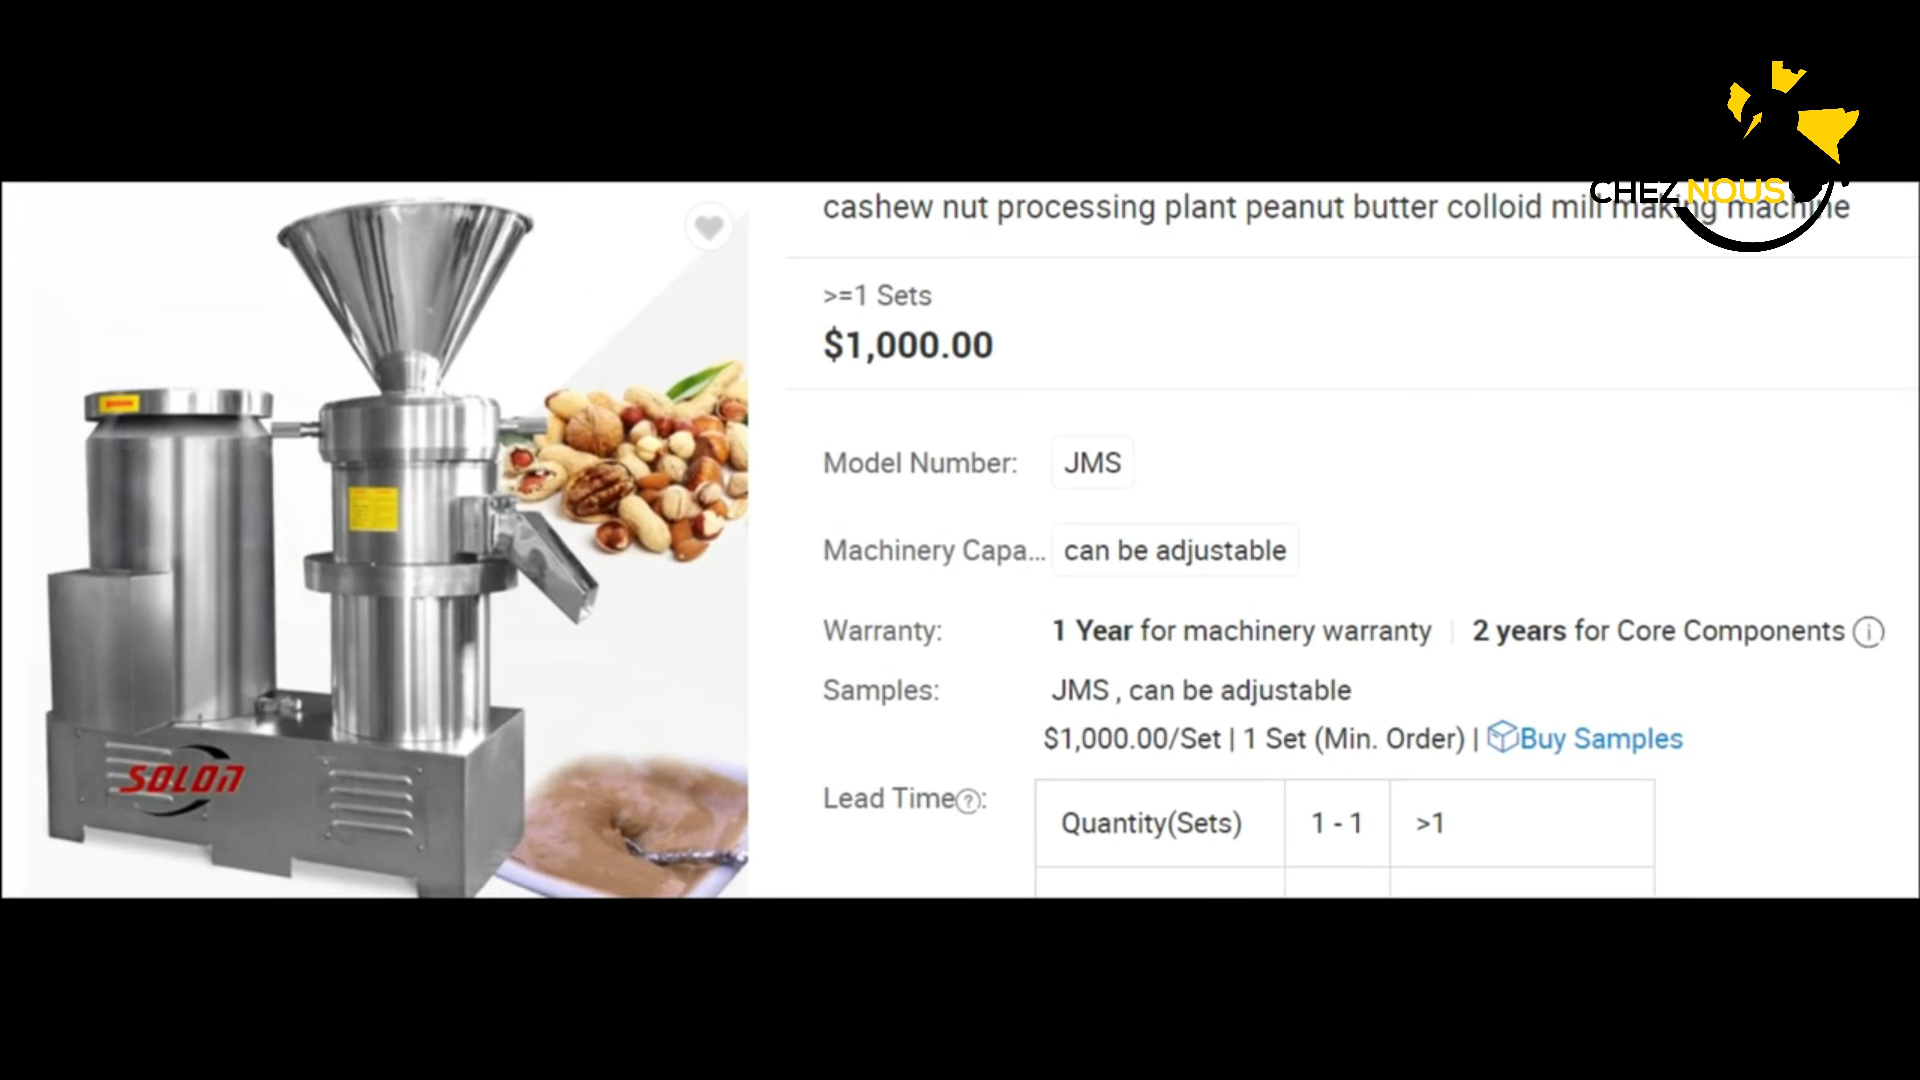 CHEZ NOUS
cashew nut processing plant peanut butter colloid mill making machine
>=1 Sets
$1,000.00
Model Number: JMS
Machinery Capa... can be adjustable
Warranty: 1 Year for machinery warranty | 2 years for Core Components
Samples: JMS , can be adjustable
$1,000.00/Set | 1 Set (Min. Order) | Buy Samples
Lead Time?:
Quantity(Sets) 1 - 1 >1
SOLON